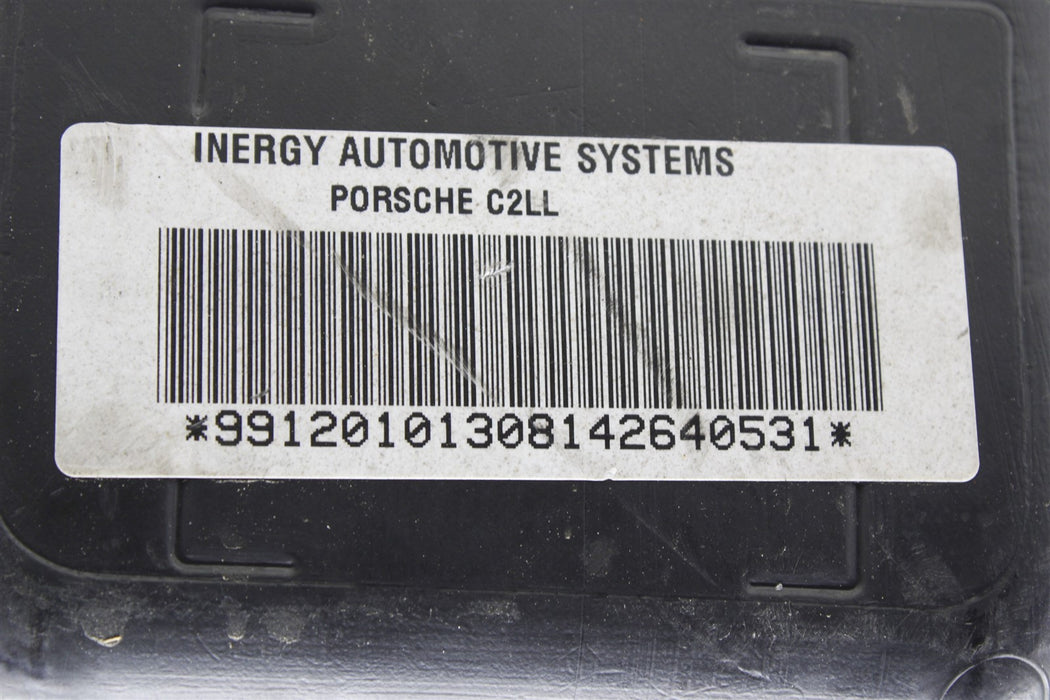 INERGY AUTOMOTIVE SYSTEMS
PORSCHE C2LL
*99120101308142640531*